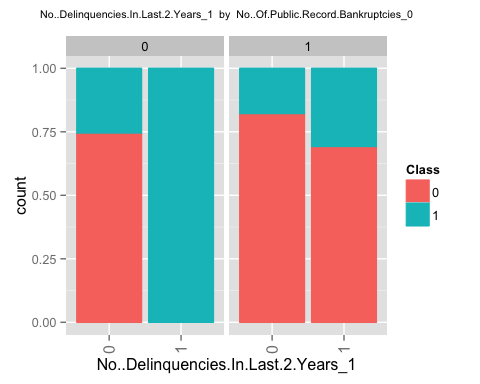 No..Delinquencies.In.Last.2.Years_1 by No..Of.Public.Record.Bankruptcies_0
0 1
1.00
0.75
0.50
0.25
0.00
count
0 1 0 1
No..Delinquencies.In.Last.2.Years_1
Class
0
1